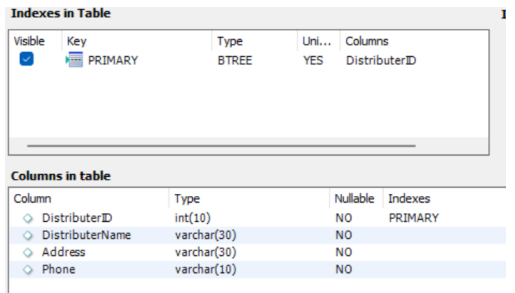 Indexes in Table
Visible Key Type Uni... Columns
PRIMARY BTREE YES DistributerID
Columns in table
Column Type Nullable Indexes
DistributerID int(10) NO PRIMARY
DistributerName varchar(30) NO
Address varchar(30) NO
Phone varchar(10) NO